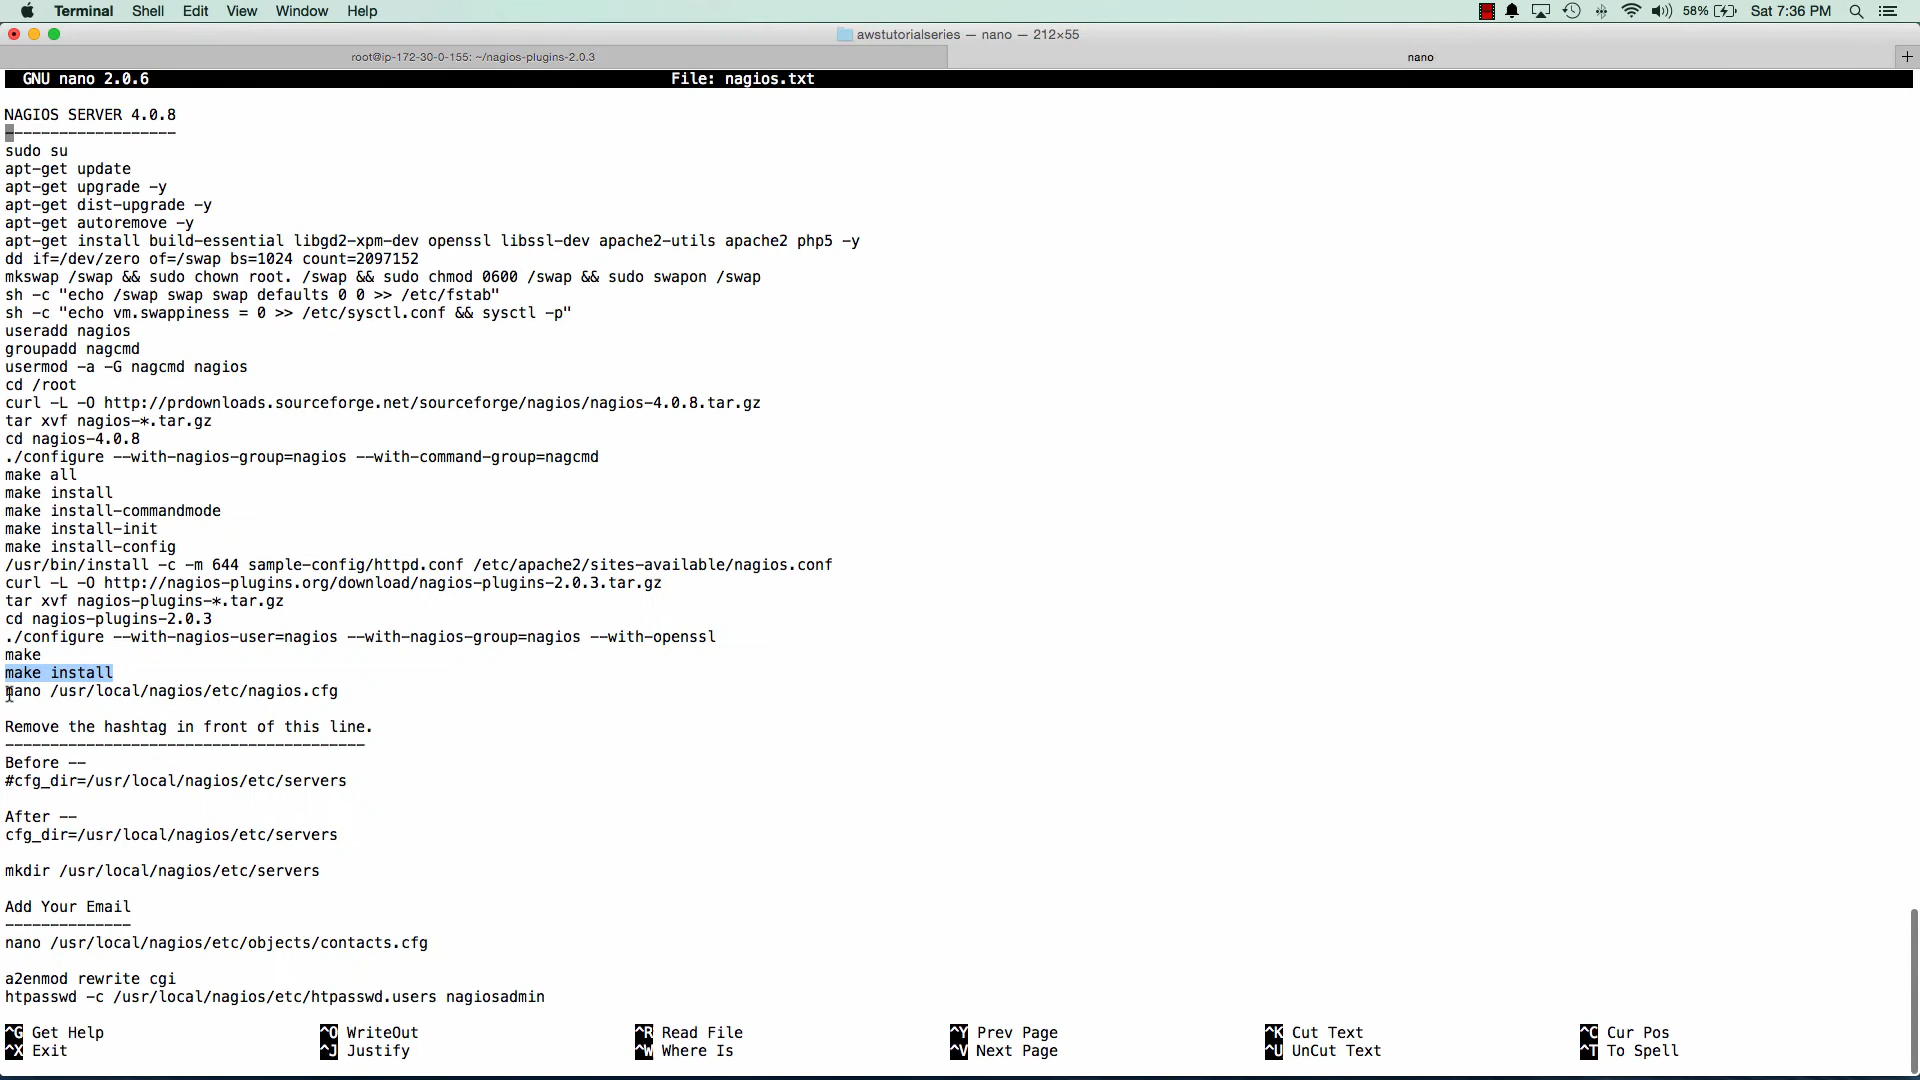 Terminal Shell Edit View Window Help 58% Sat 7:36 PM
awstutorialseries — nano — 212×55
root@ip-172-30-0-155: ~/nagios-plugins-2.0.3 nano +
GNU nano 2.0.6 File: nagios.txt
NAGIOS SERVER 4.0.8
-------------------
sudo su
apt-get update
apt-get upgrade -y
apt-get dist-upgrade -y
apt-get autoremove -y
apt-get install build-essential libgd2-xpm-dev openssl libssl-dev apache2-utils apache2 php5 -y
dd if=/dev/zero of=/swap bs=1024 count=2097152
mkswap /swap && sudo chown root. /swap && sudo chmod 0600 /swap && sudo swapon /swap
sh -c "echo /swap swap swap defaults 0 0 >> /etc/fstab"
sh -c "echo vm.swappiness = 0 >> /etc/sysctl.conf && sysctl -p"
useradd nagios
groupadd nagcmd
usermod -a -G nagcmd nagios
cd /root
curl -L -O http://prdownloads.sourceforge.net/sourceforge/nagios/nagios-4.0.8.tar.gz
tar xvf nagios-*.tar.gz
cd nagios-4.0.8
./configure --with-nagios-group=nagios --with-command-group=nagcmd
make all
make install
make install-commandmode
make install-init
make install-config
/usr/bin/install -c -m 644 sample-config/httpd.conf /etc/apache2/sites-available/nagios.conf
curl -L -O http://nagios-plugins.org/download/nagios-plugins-2.0.3.tar.gz
tar xvf nagios-plugins-*.tar.gz
cd nagios-plugins-2.0.3
./configure --with-nagios-user=nagios --with-nagios-group=nagios --with-openssl
make
make install
nano /usr/local/nagios/etc/nagios.cfg
Remove the hashtag in front of this line.
----------------------------------------
Before --
#cfg_dir=/usr/local/nagios/etc/servers
After --
cfg_dir=/usr/local/nagios/etc/servers
mkdir /usr/local/nagios/etc/servers
Add Your Email
--------------
nano /usr/local/nagios/etc/objects/contacts.cfg
a2enmod rewrite cgi
htpasswd -c /usr/local/nagios/etc/htpasswd.users nagiosadmin
^G Get Help ^O WriteOut ^R Read File ^Y Prev Page ^K Cut Text ^C Cur Pos
^X Exit ^J Justify ^W Where Is ^V Next Page ^U UnCut Text ^T To Spell